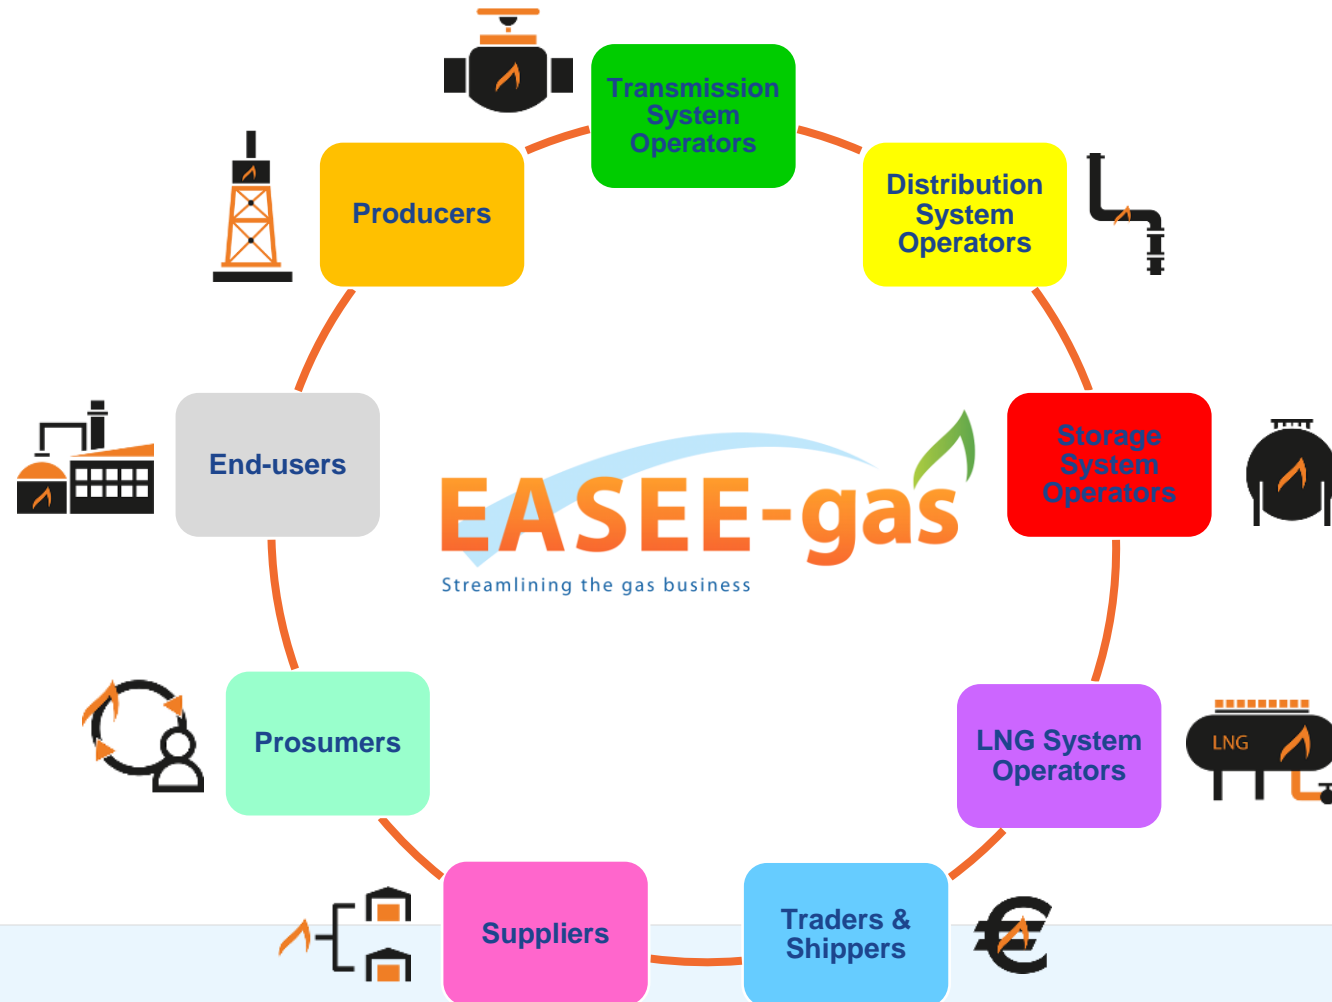 Transmission
System
Operators
Producers
Distribution
System
Operators
End-users
Storage
System
Operators
EASEE-gas
Streamlining the gas business
Prosumers
LNG System
Operators
LNG
Suppliers
Traders &
Shippers
€